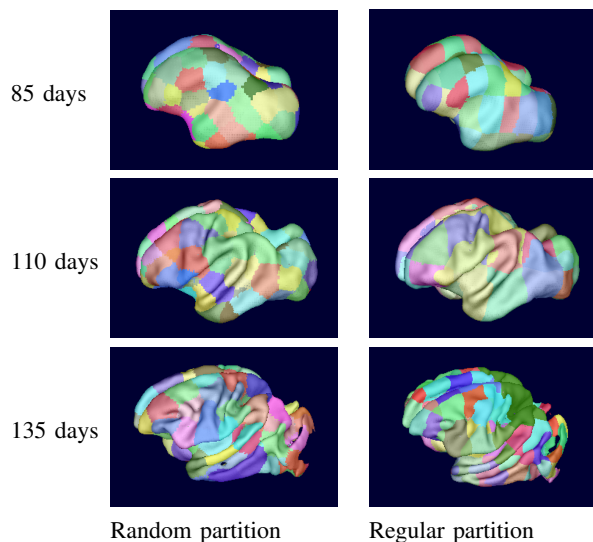 85 days
110 days
135 days
Random partition
Regular partition